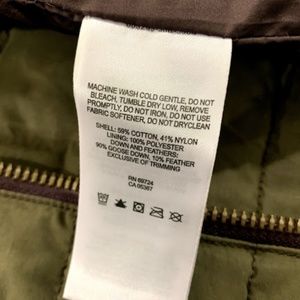 MACHINE WASH COLD GENTLE, DO NOT
BLEACH, TUMBLE DRY LOW, REMOVE
PROMPTLY, DO NOT IRON, DO NOT USE
FABRIC SOFTENER, DO NOT DRYCLEAN
SHELL: 59% COTTON, 41% NYLON
LINING: 100% POLYESTER
DOWN AND FEATHERS:
90% GOOSE DOWN, 10% FEATHER
EXCLUSIVE OF TRIMMING
RN 69724
CA 05367